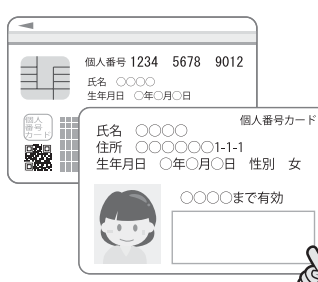 個人番号 1234 5678 9012
氏名 ○○○○
生年月日 ○年○月○日
個人
番号
カード
個人番号カード
氏名 ○○○○
住所 ○○○○○○○1-1-1
生年月日 ○年○月○日 性別 女
○○○○まで有効